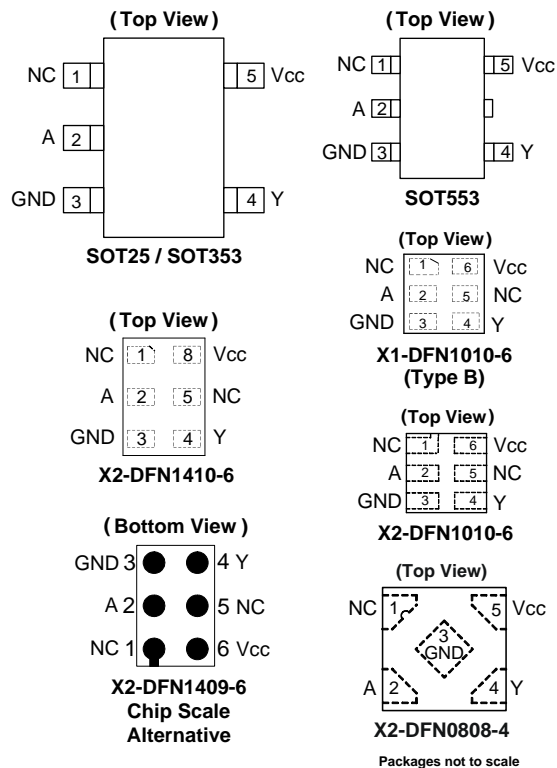 (Top View)
NC 1 5 Vcc
A 2
GND 3 4 Y
SOT25 / SOT353
(Top View)
NC 1 5 Vcc
A 2
GND 3 4 Y
SOT553
(Top View)
NC 1 6 Vcc
A 2 5 NC
GND 3 4 Y
X1-DFN1010-6
(Type B)
(Top View)
NC 1 8 Vcc
A 2 5 NC
GND 3 4 Y
X2-DFN1410-6
(Top View)
NC 1 6 Vcc
A 2 5 NC
GND 3 4 Y
X2-DFN1010-6
(Bottom View)
GND 3 4 Y
A 2 5 NC
NC 1 6 Vcc
X2-DFN1409-6
Chip Scale
Alternative
(Top View)
NC 1 5 Vcc
3
GND
A 2 4 Y
X2-DFN0808-4
Packages not to scale